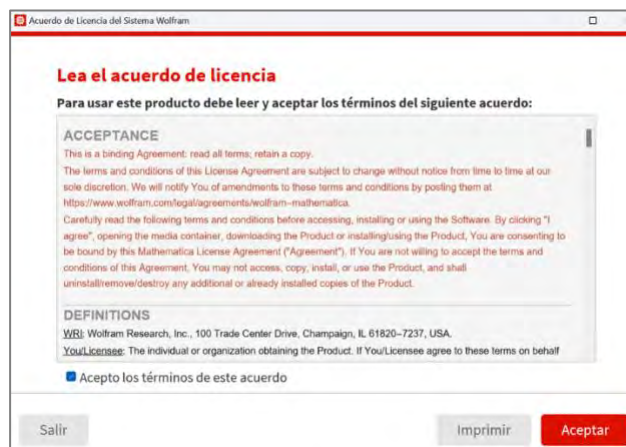 Acuerdo de Licencia del Sistema Wolfram
Lea el acuerdo de licencia
Para usar este producto debe leer y aceptar los términos del siguiente acuerdo:
ACCEPTANCE
This is a binding Agreement: read all terms; retain a copy.
The terms and conditions of this License Agreement are subject to change without notice from time to time at our
sole discretion. We will notify You of amendments to these terms and conditions by posting them at
https://www.wolfram.com/legal/agreements/wolfram-mathematica.
Carefully read the following terms and conditions before accessing, installing or using the Software. By clicking "I
agree", opening the media container, downloading the Product or installing/using the Product, You are consenting to
be bound by this Mathematica License Agreement ("Agreement"). If You are not willing to accept the terms and
conditions of this Agreement, You may not access, copy, install, or use the Product, and shall
uninstall/remove/destroy any additional or already installed copies of the Product.
DEFINITIONS
WRI: Wolfram Research, Inc., 100 Trade Center Drive, Champaign, IL 61820–7237, USA.
You/Licensee: The individual or organization obtaining the Product. If You/Licensee agree to these terms on behalf
Acepto los términos de este acuerdo
Salir
Imprimir
Aceptar